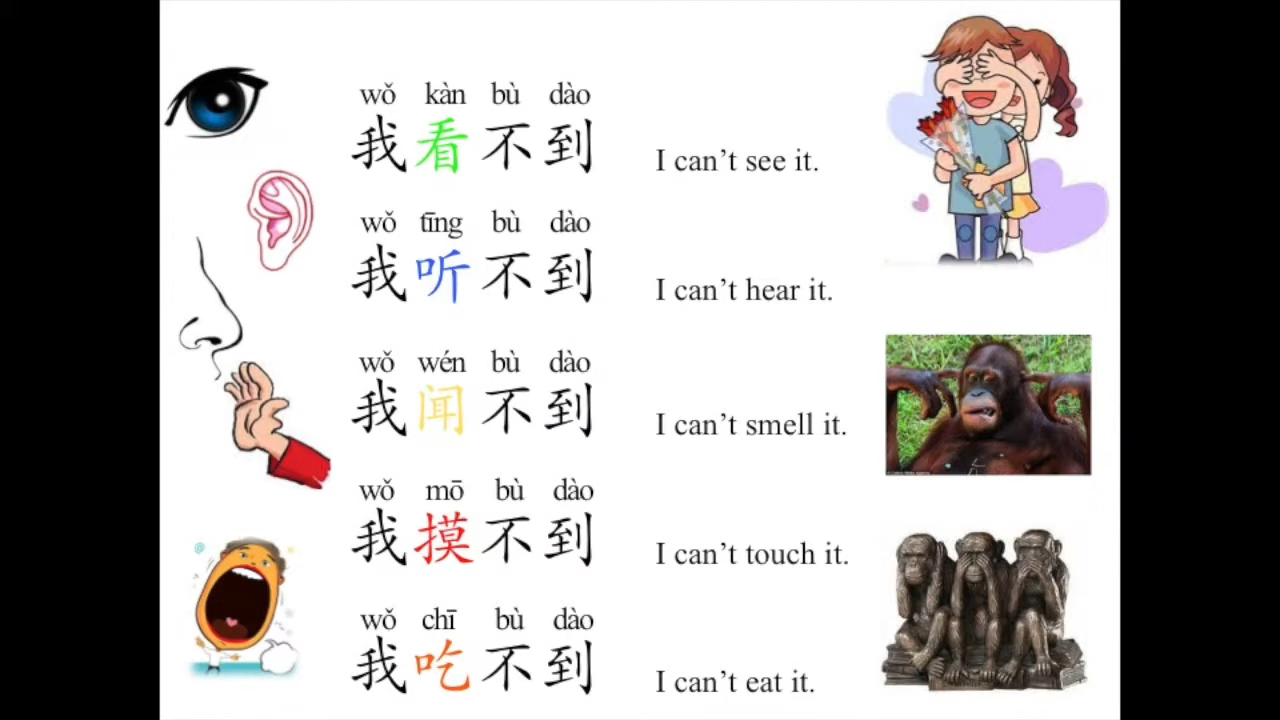 wǒ kàn bù dào
我看不到
I can't see it.
wǒ tīng bù dào
我听不到
I can't hear it.
wǒ wén bù dào
我闻不到
I can't smell it.
wǒ mō bù dào
我摸不到
I can't touch it.
wǒ chī bù dào
我吃不到
I can't eat it.